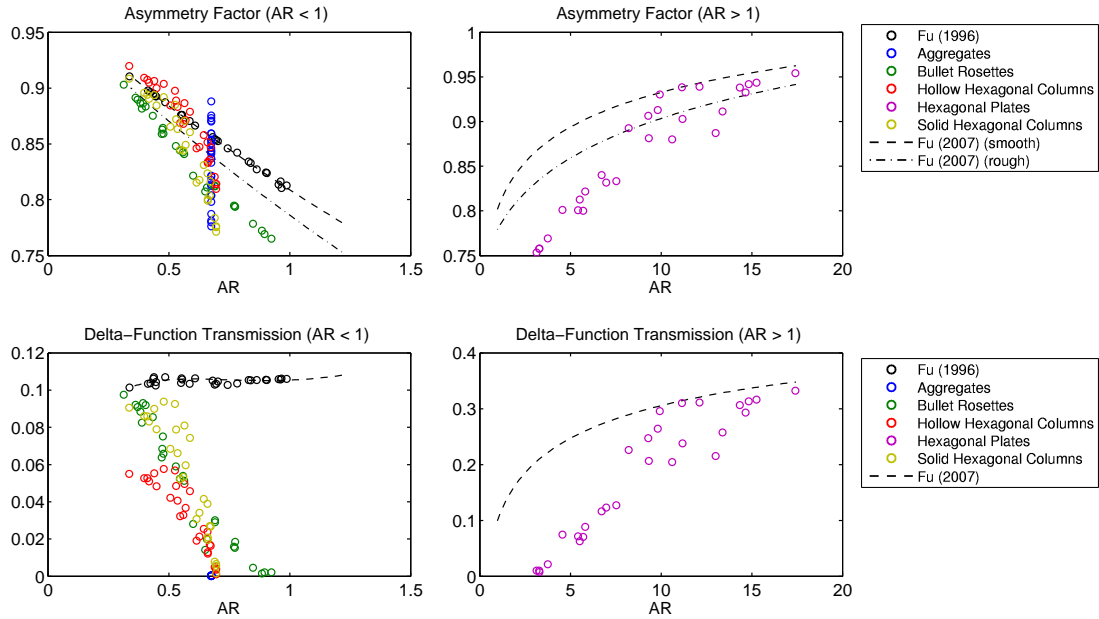 Asymmetry Factor (AR < 1)
0.95
0.9
0.85
0.8
0.75
0
0.5
1
1.5
AR
Asymmetry Factor (AR > 1)
1
0.95
0.9
0.85
0.8
0.75
0
5
10
15
20
AR
Fu (1996)
Aggregates
Bullet Rosettes
Hollow Hexagonal Columns
Hexagonal Plates
Solid Hexagonal Columns
Fu (2007) (smooth)
Fu (2007) (rough)
Delta−Function Transmission (AR < 1)
0.12
0.1
0.08
0.06
0.04
0.02
0
0
0.5
1
1.5
AR
Delta−Function Transmission (AR > 1)
0.4
0.3
0.2
0.1
0
0
5
10
15
20
AR
Fu (1996)
Aggregates
Bullet Rosettes
Hollow Hexagonal Columns
Hexagonal Plates
Solid Hexagonal Columns
Fu (2007)